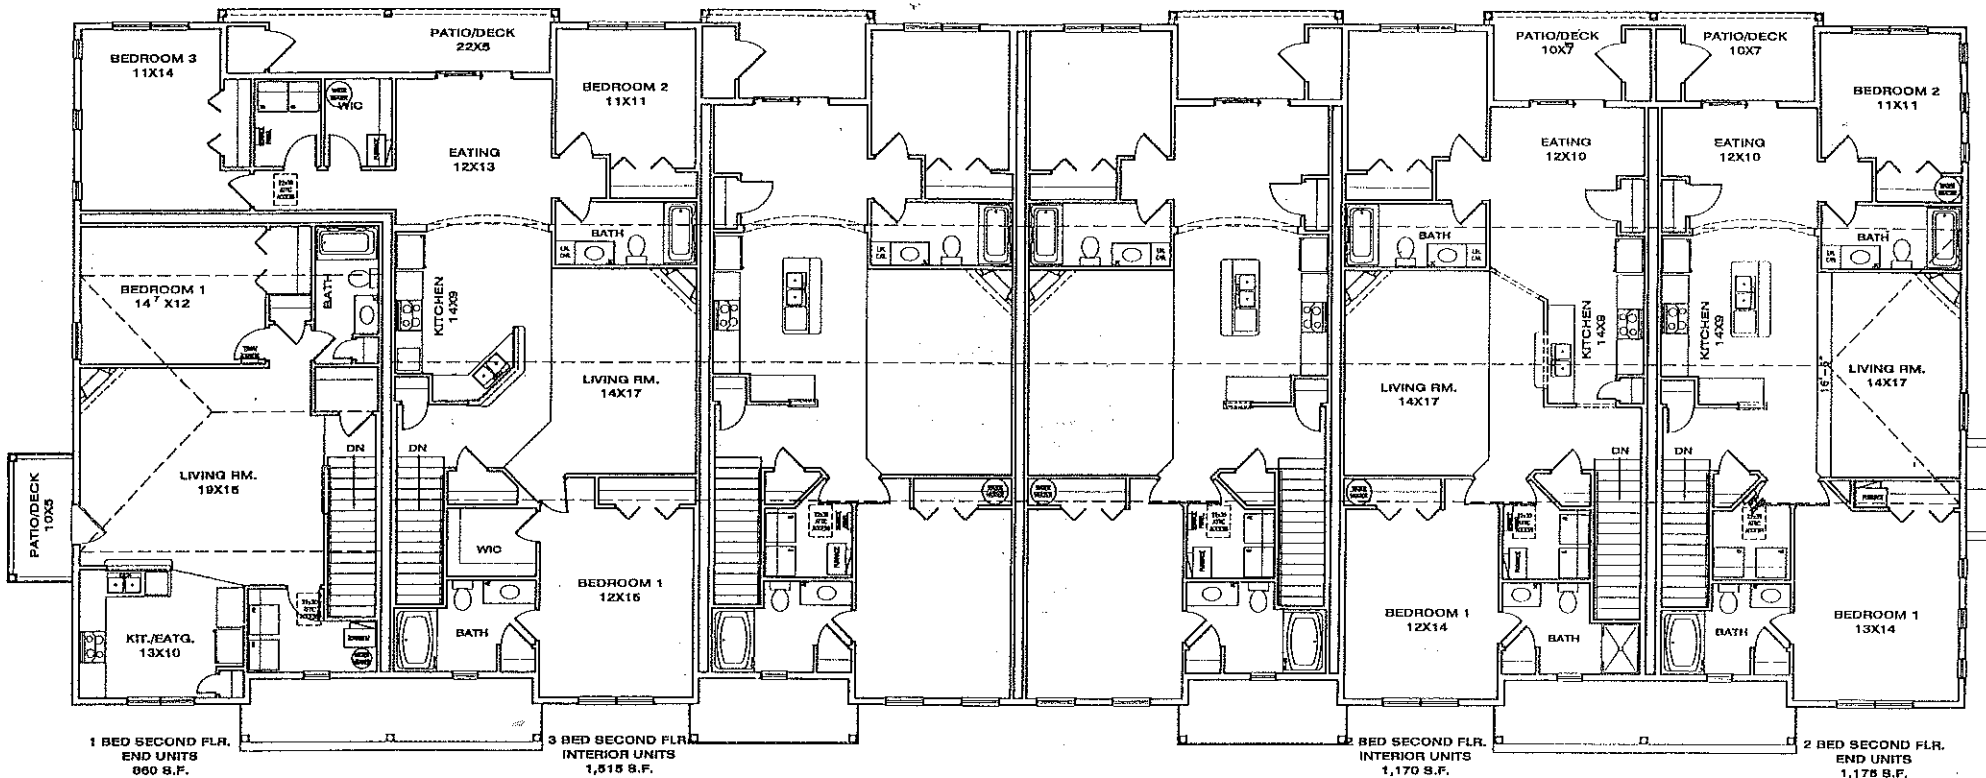 BEDROOM 3
11X14
PATIO/DECK
22X5
BEDROOM 2
11X11
WIC
EATING
12X13
BATH
BEDROOM 1
14⁷ X12
BATH
KITCHEN
14X9
LIVING RM.
14X17
LIVING RM.
19X15
DN
DN
PATIO/DECK
10X5
KIT./EATG.
13X10
WIC
BATH
BEDROOM 1
12X15
PATIO/DECK
10X7
PATIO/DECK
10X7
BEDROOM 2
11X11
EATING
12X10
EATING
12X10
BATH
BATH
KITCHEN
14X9
KITCHEN
14X9
LIVING RM.
14X17
16'-5"
LIVING RM.
14X17
DN
DN
BEDROOM 1
12X14
BATH
BATH
BEDROOM 1
13X14
1 BED SECOND FLR.
END UNITS
860 S.F.
3 BED SECOND FLR
INTERIOR UNITS
1,515 S.F.
2 BED SECOND FLR.
INTERIOR UNITS
1,170 S.F.
2 BED SECOND FLR.
END UNITS
1,175 S.F.